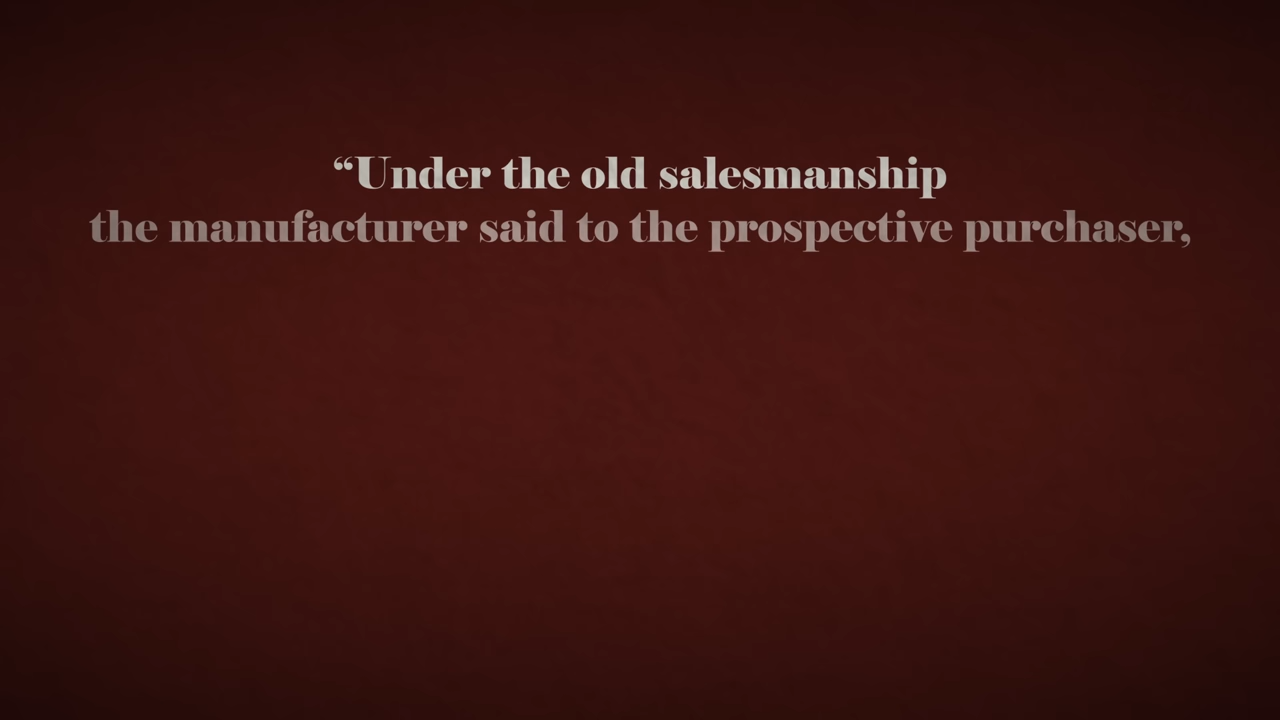 “Under the old salesmanship
the manufacturer said to the prospective purchaser,